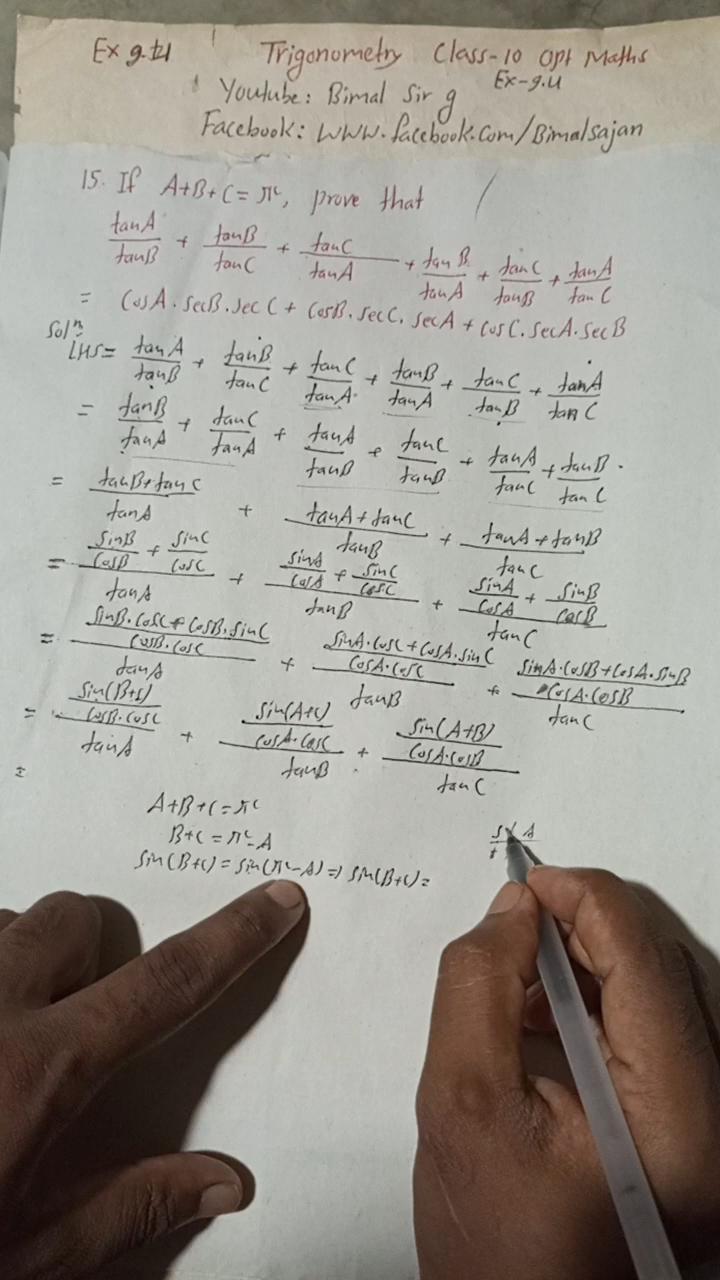 Ex 9.4 Trigonometry Class-10 Opt Maths
Ex-9.4
Youtube: Bimal Sir g
Facebook: www.facebook.com/Bimalsajan
15. If A+B+C = πᶜ, prove that
tanA/tanB + tanB/tanC + tanC/tanA + tanB/tanA + tanC/tanB + tanA/tanC
= CosA. secB. secC + CosB. secC. secA + cosC. secA. secB
Solⁿ:
LHS = tanA/tanB + tanB/tanC + tanC/tanA + tanB/tanA + tanC/tanB + tanA/tanC
= tanB/tanA + tanC/tanA + tanA/tanB + tanC/tanB + tanA/tanC + tanB/tanC
= (tanB+tanC)/tanA + (tanA+tanC)/tanB + (tanA+tanB)/tanC
= (sinB/cosB + sinC/cosC)/tanA + (sinA/cosA + sinC/cosC)/tanB + (sinA/cosA + sinB/cosB)/tanC
= ((sinB.cosC+cosB.sinC)/(cosB.cosC))/tanA + ((sinA.cosC+cosA.sinC)/(cosA.cosC))/tanB + ((sinA.cosB+cosA.sinB)/(cosA.cosB))/tanC
= (sin(B+C)/(cosB.cosC))/tanA + (sin(A+C)/(cosA.cosC))/tanB + (sin(A+B)/(cosA.cosB))/tanC
=
A+B+C = πᶜ
B+C = πᶜ-A
sin(B+C) = sin(πᶜ-A) ⇒ sin(B+C) =